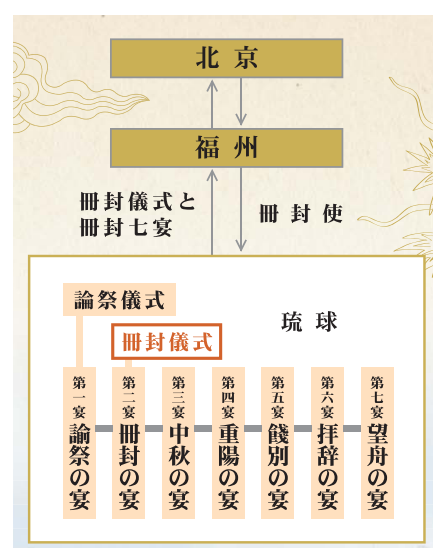 北京
福州
冊封儀式と
冊封七宴
冊封使
琉球
論祭儀式
冊封儀式
第一宴 諭祭の宴
第二宴 冊封の宴
第三宴 中秋の宴
第四宴 重陽の宴
第五宴 餞別の宴
第六宴 拝辞の宴
第七宴 望舟の宴